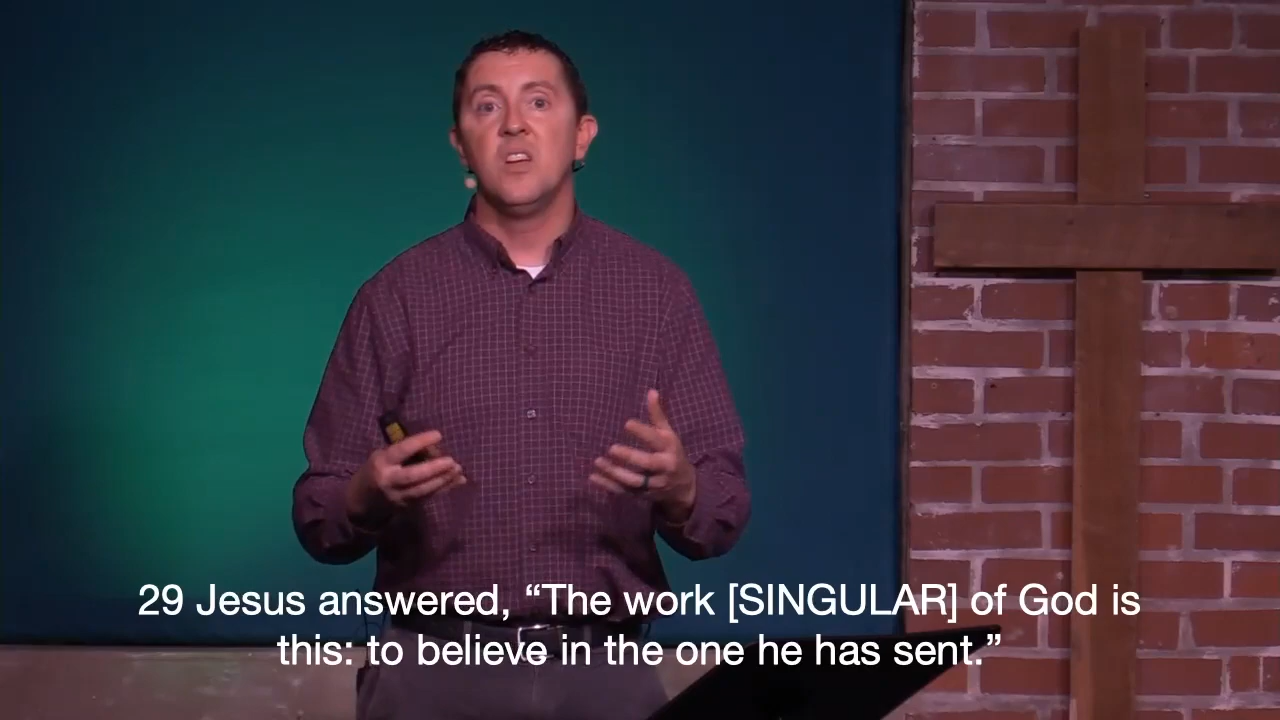 29 Jesus answered, “The work [SINGULAR] of God is
this: to believe in the one he has sent.”